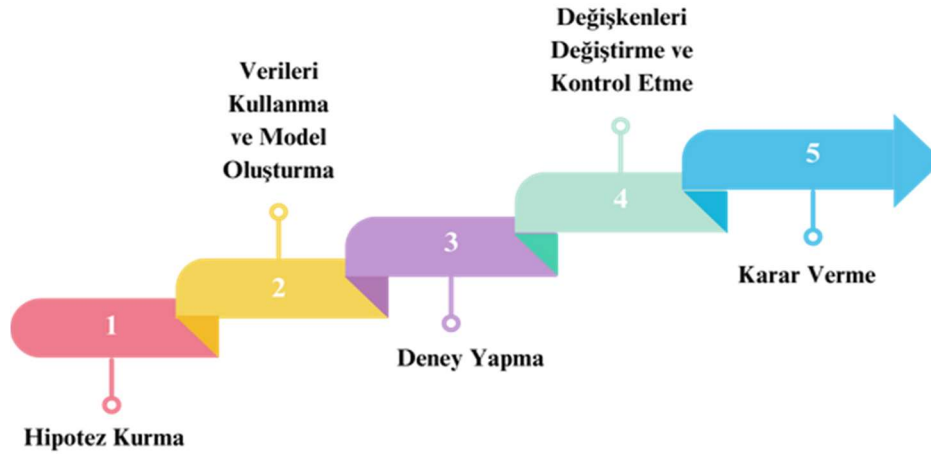 1
Hipotez Kurma
2
Verileri
Kullanma
ve Model
Oluşturma
3
Deney Yapma
4
Değişkenleri
Değiştirme ve
Kontrol Etme
5
Karar Verme